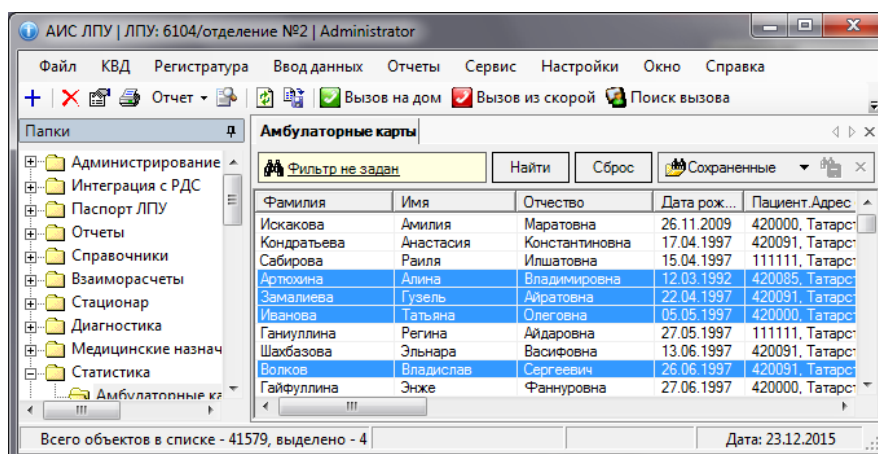 АИС ЛПУ | ЛПУ: 6104/отделение №2 | Administrator
Файл КВД Регистратура Ввод данных Отчеты Сервис Настройки Окно Справка
Отчет Вызов на дом Вызов из скорой Поиск вызова
Папки
Администрирование
Интеграция с РДС
Паспорт ЛПУ
Отчеты
Справочники
Взаиморасчеты
Стационар
Диагностика
Медицинские назнач
Статистика
Амбулаторные ка
Амбулаторные карты
Фильтр не задан Найти Сброс Сохраненные
Фамилия Имя Отчество Дата рож... Пациент.Адрес
Искакова Амилия Маратовна 26.11.2009 420000, Татарст
Кондратьева Анастасия Константиновна 17.04.1997 420091, Татарст
Сабирова Раиля Илшатовна 15.04.1997 111111, Татарст
Артюхина Алина Владимировна 12.03.1992 420085, Татарст
Замалиева Гузель Айратовна 22.04.1997 420091, Татарст
Иванова Татьяна Олеговна 05.05.1997 420000, Татарст
Ганиуллина Регина Айдаровна 27.05.1997 111111, Татарст
Шахбазова Эльнара Васифовна 13.06.1997 420091, Татарст
Волков Владислав Сергеевич 26.06.1997 420091, Татарст
Гайфуллина Энже Фаннуровна 27.06.1997 420000, Татарст
Всего объектов в списке - 41579, выделено - 4 Дата: 23.12.2015